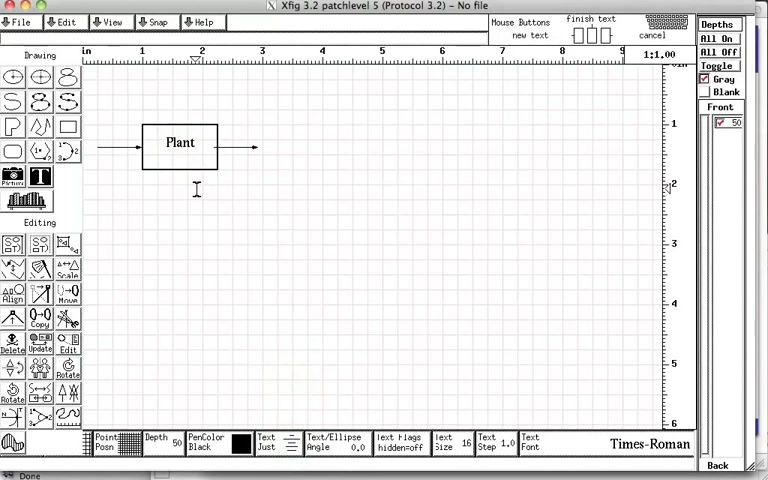 Xfig 3.2 patchlevel 5 (Protocol 3.2) – No file
File Edit View Snap Help
Mouse Buttons
finish text
new text
cancel
Drawing
in 1 2 3 4 5 6 7 8 9
1:1.00
Depths
All On
All Off
Toggle
Gray
Blank
Front
50
Plant
1
2
3
4
5
6
Picture
T
Editing
Scale
Align
Move
Copy
Delete
Update
Edit
Rotate
Rotate
Point
Posn
Depth 50
PenColor
Black
Text
Just
Text/Ellipse
Angle 0.0
Text Flags
hidden=off
Text
Size 16
Text
Step 1.0
Text
Font
Times-Roman
Back
Done